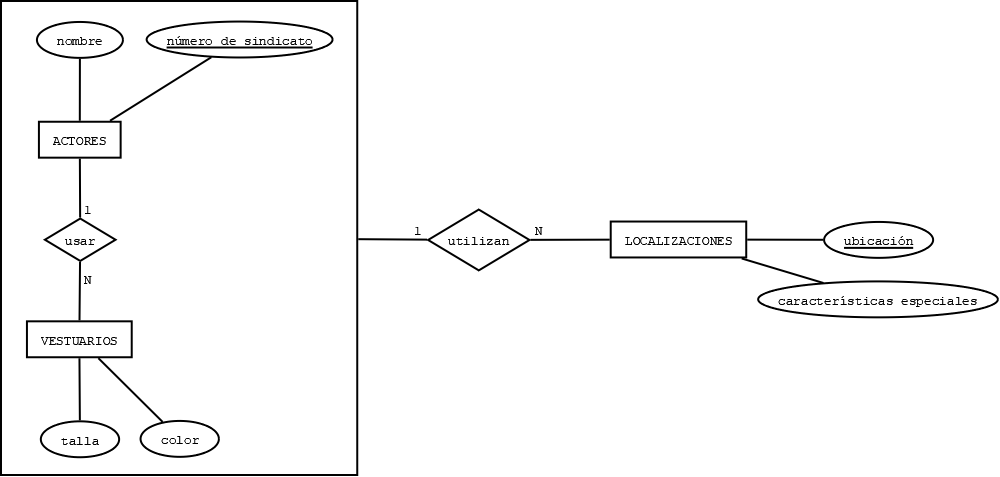 nombre
número de sindicato
ACTORES
1
usar
N
VESTUARIOS
talla
color
1
utilizan
N
LOCALIZACIONES
ubicación
características especiales